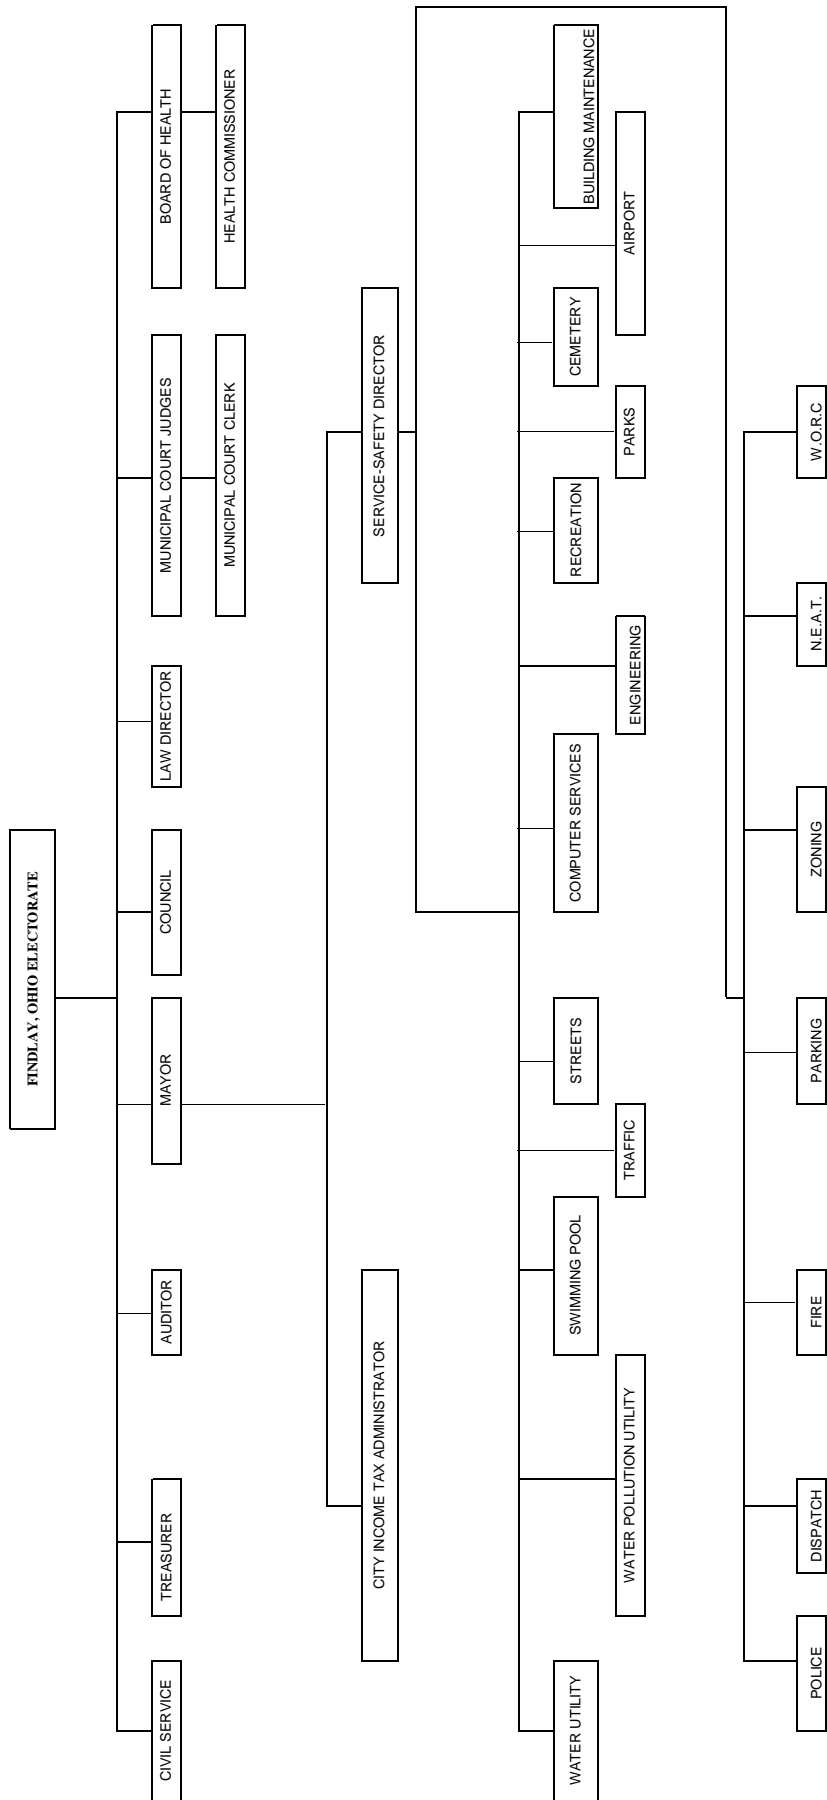 FINDLAY, OHIO ELECTORATE
CIVIL SERVICE
TREASURER
AUDITOR
MAYOR
COUNCIL
LAW DIRECTOR
MUNICIPAL COURT JUDGES
BOARD OF HEALTH
MUNICIPAL COURT CLERK
HEALTH COMMISSIONER
CITY INCOME TAX ADMINISTRATOR
SERVICE-SAFETY DIRECTOR
WATER UTILITY
SWIMMING POOL
STREETS
COMPUTER SERVICES
RECREATION
CEMETERY
BUILDING MAINTENANCE
WATER POLLUTION UTILITY
TRAFFIC
ENGINEERING
PARKS
AIRPORT
POLICE
DISPATCH
FIRE
PARKING
ZONING
N.E.A.T.
W.O.R.C